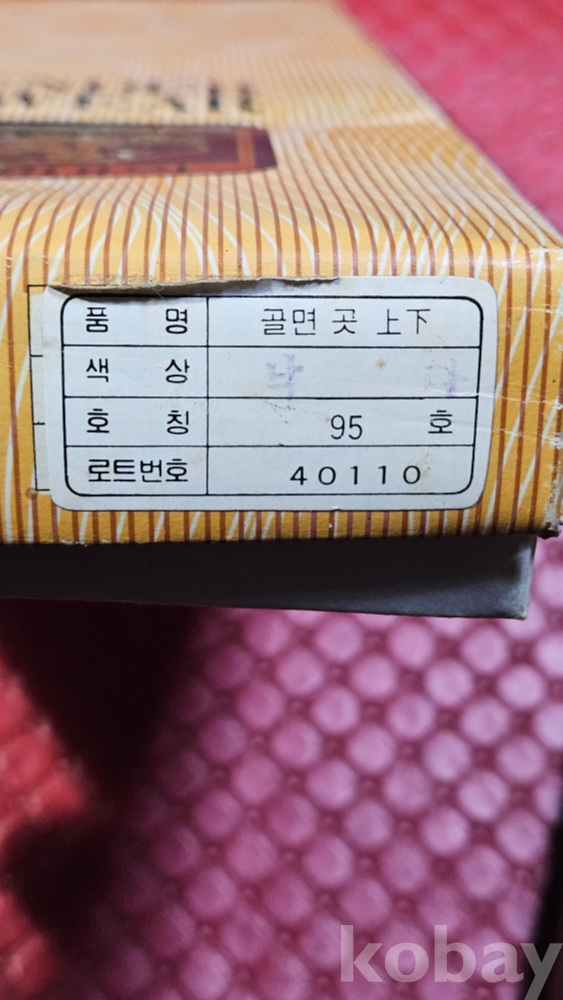 품 명 골면 곳 上下
색 상
호 칭 95 호
로트번호 40110
kobay